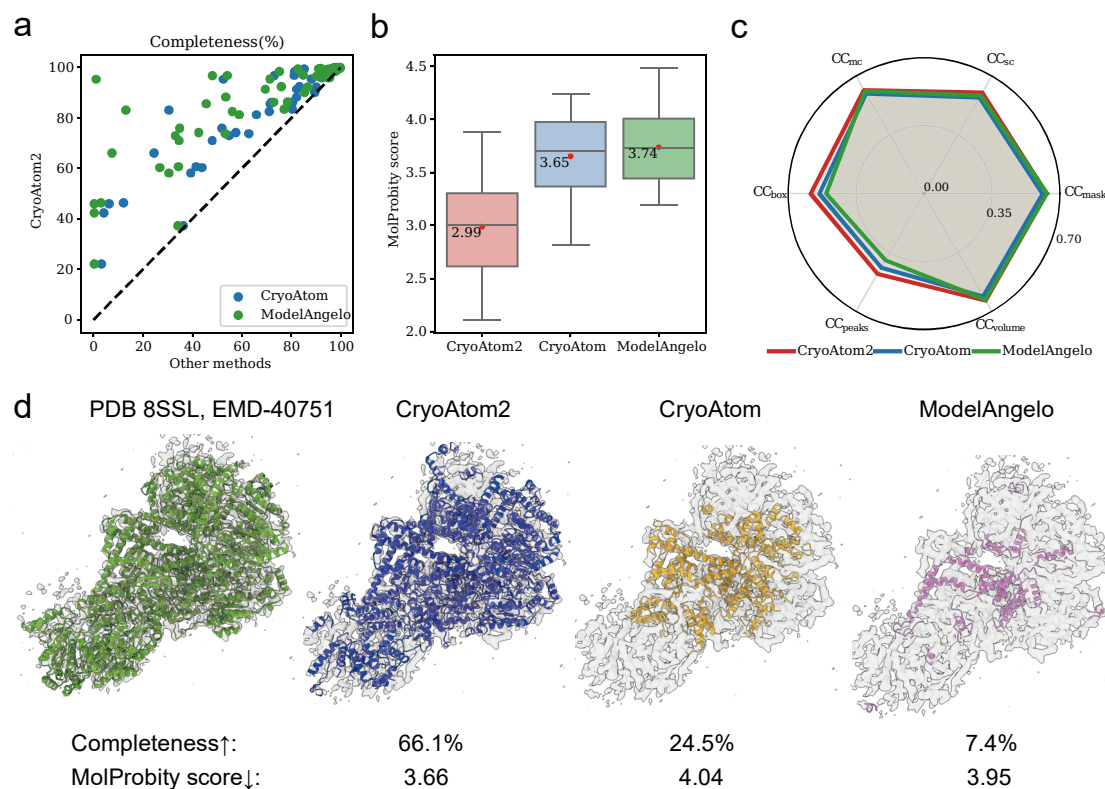 a
Completeness(%)
100
80
60
40
20
0
CryoAtom2
CryoAtom
ModelAngelo
0
20
40
60
80
100
Other methods
b
4.5
4.0
3.5
3.0
2.5
2.0
MolProbity score
2.99
3.65
3.74
CryoAtom2
CryoAtom
ModelAngelo
c
CCmc
CCsc
CCbox
0.00
CCmask
0.35
0.70
CCpeaks
CCvolume
CryoAtom2
CryoAtom
ModelAngelo
d
PDB 8SSL, EMD-40751
CryoAtom2
CryoAtom
ModelAngelo
Completeness↑: 66.1% 24.5% 7.4%
MolProbity score↓: 3.66 4.04 3.95